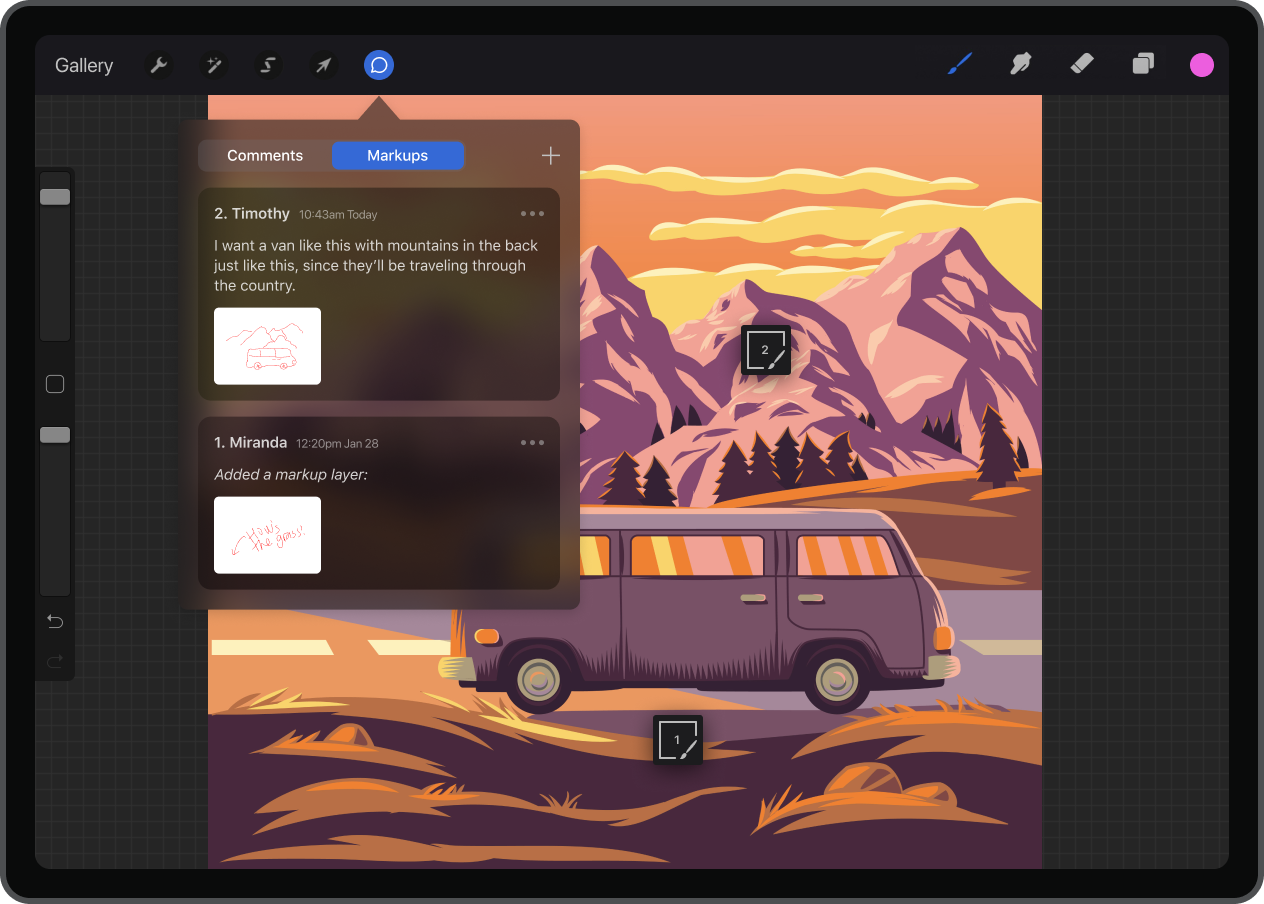 Gallery
Comments
Markups
2. Timothy 10:43am Today
I want a van like this with mountains in the back
just like this, since they’ll be traveling through
the country.
1. Miranda 12:20pm Jan 28
Added a markup layer:
How's
the grass!
2
1